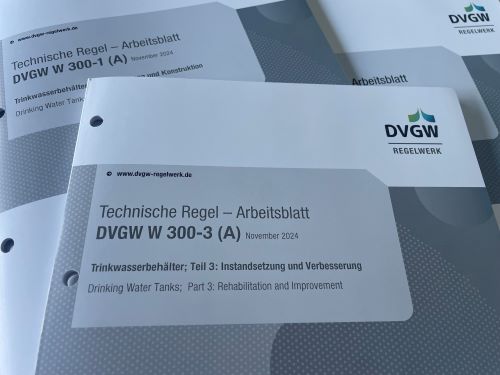 © www.dvgw-regelwerk.de
Technische Regel – Arbeitsblatt
DVGW W 300-1 (A) November 2024
Trinkwasserbehälter; und Konstruktion
Drinking Water Tanks;
DVGW
REGELWERK
Arbeitsblatt
DVGW
REGELWERK
© www.dvgw-regelwerk.de
Technische Regel – Arbeitsblatt
DVGW W 300-3 (A) November 2024
Trinkwasserbehälter; Teil 3: Instandsetzung und Verbesserung
Drinking Water Tanks; Part 3: Rehabilitation and Improvement